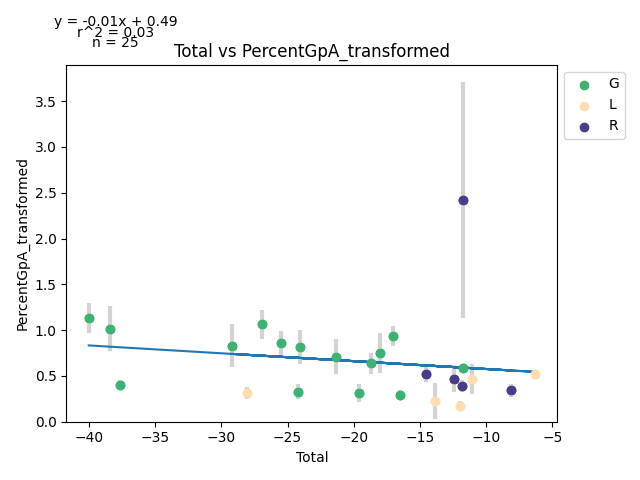 y = -0.01x + 0.49
r^2 = 0.03
n = 25
Total vs PercentGpA_transformed
G
L
R
PercentGpA_transformed
3.5
3.0
2.5
2.0
1.5
1.0
0.5
0.0
−40
−35
−30
−25
−20
−15
−10
−5
Total